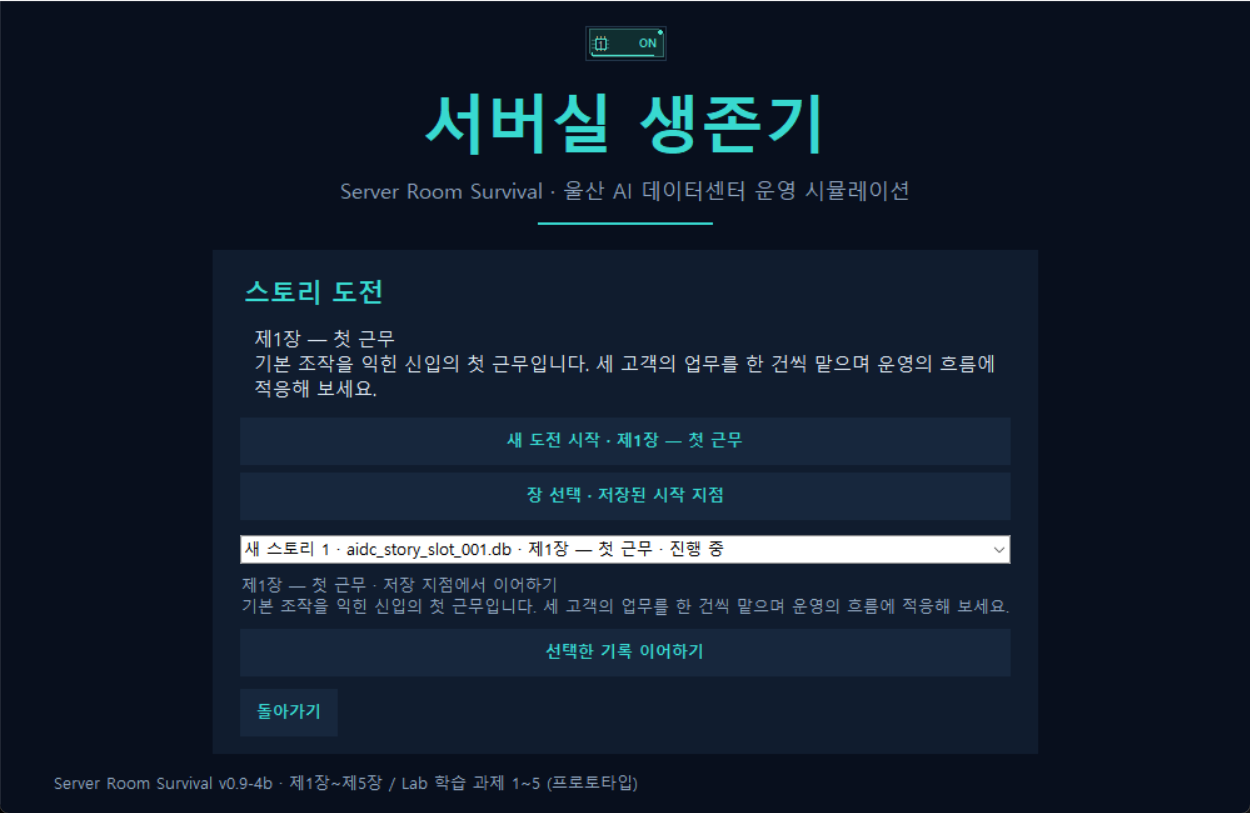 ON
서버실 생존기
Server Room Survival · 울산 AI 데이터센터 운영 시뮬레이션
스토리 도전
제1장 — 첫 근무
기본 조작을 익힌 신입의 첫 근무입니다. 세 고객의 업무를 한 건씩 맡으며 운영의 흐름에
적응해 보세요.
새 도전 시작 · 제1장 — 첫 근무
장 선택 · 저장된 시작 지점
새 스토리 1 · aidc_story_slot_001.db · 제1장 — 첫 근무 · 진행 중
제1장 — 첫 근무 · 저장 지점에서 이어하기
기본 조작을 익힌 신입의 첫 근무입니다. 세 고객의 업무를 한 건씩 맡으며 운영의 흐름에 적응해 보세요.
선택한 기록 이어하기
돌아가기
Server Room Survival v0.9-4b · 제1장~제5장 / Lab 학습 과제 1~5 (프로토타입)